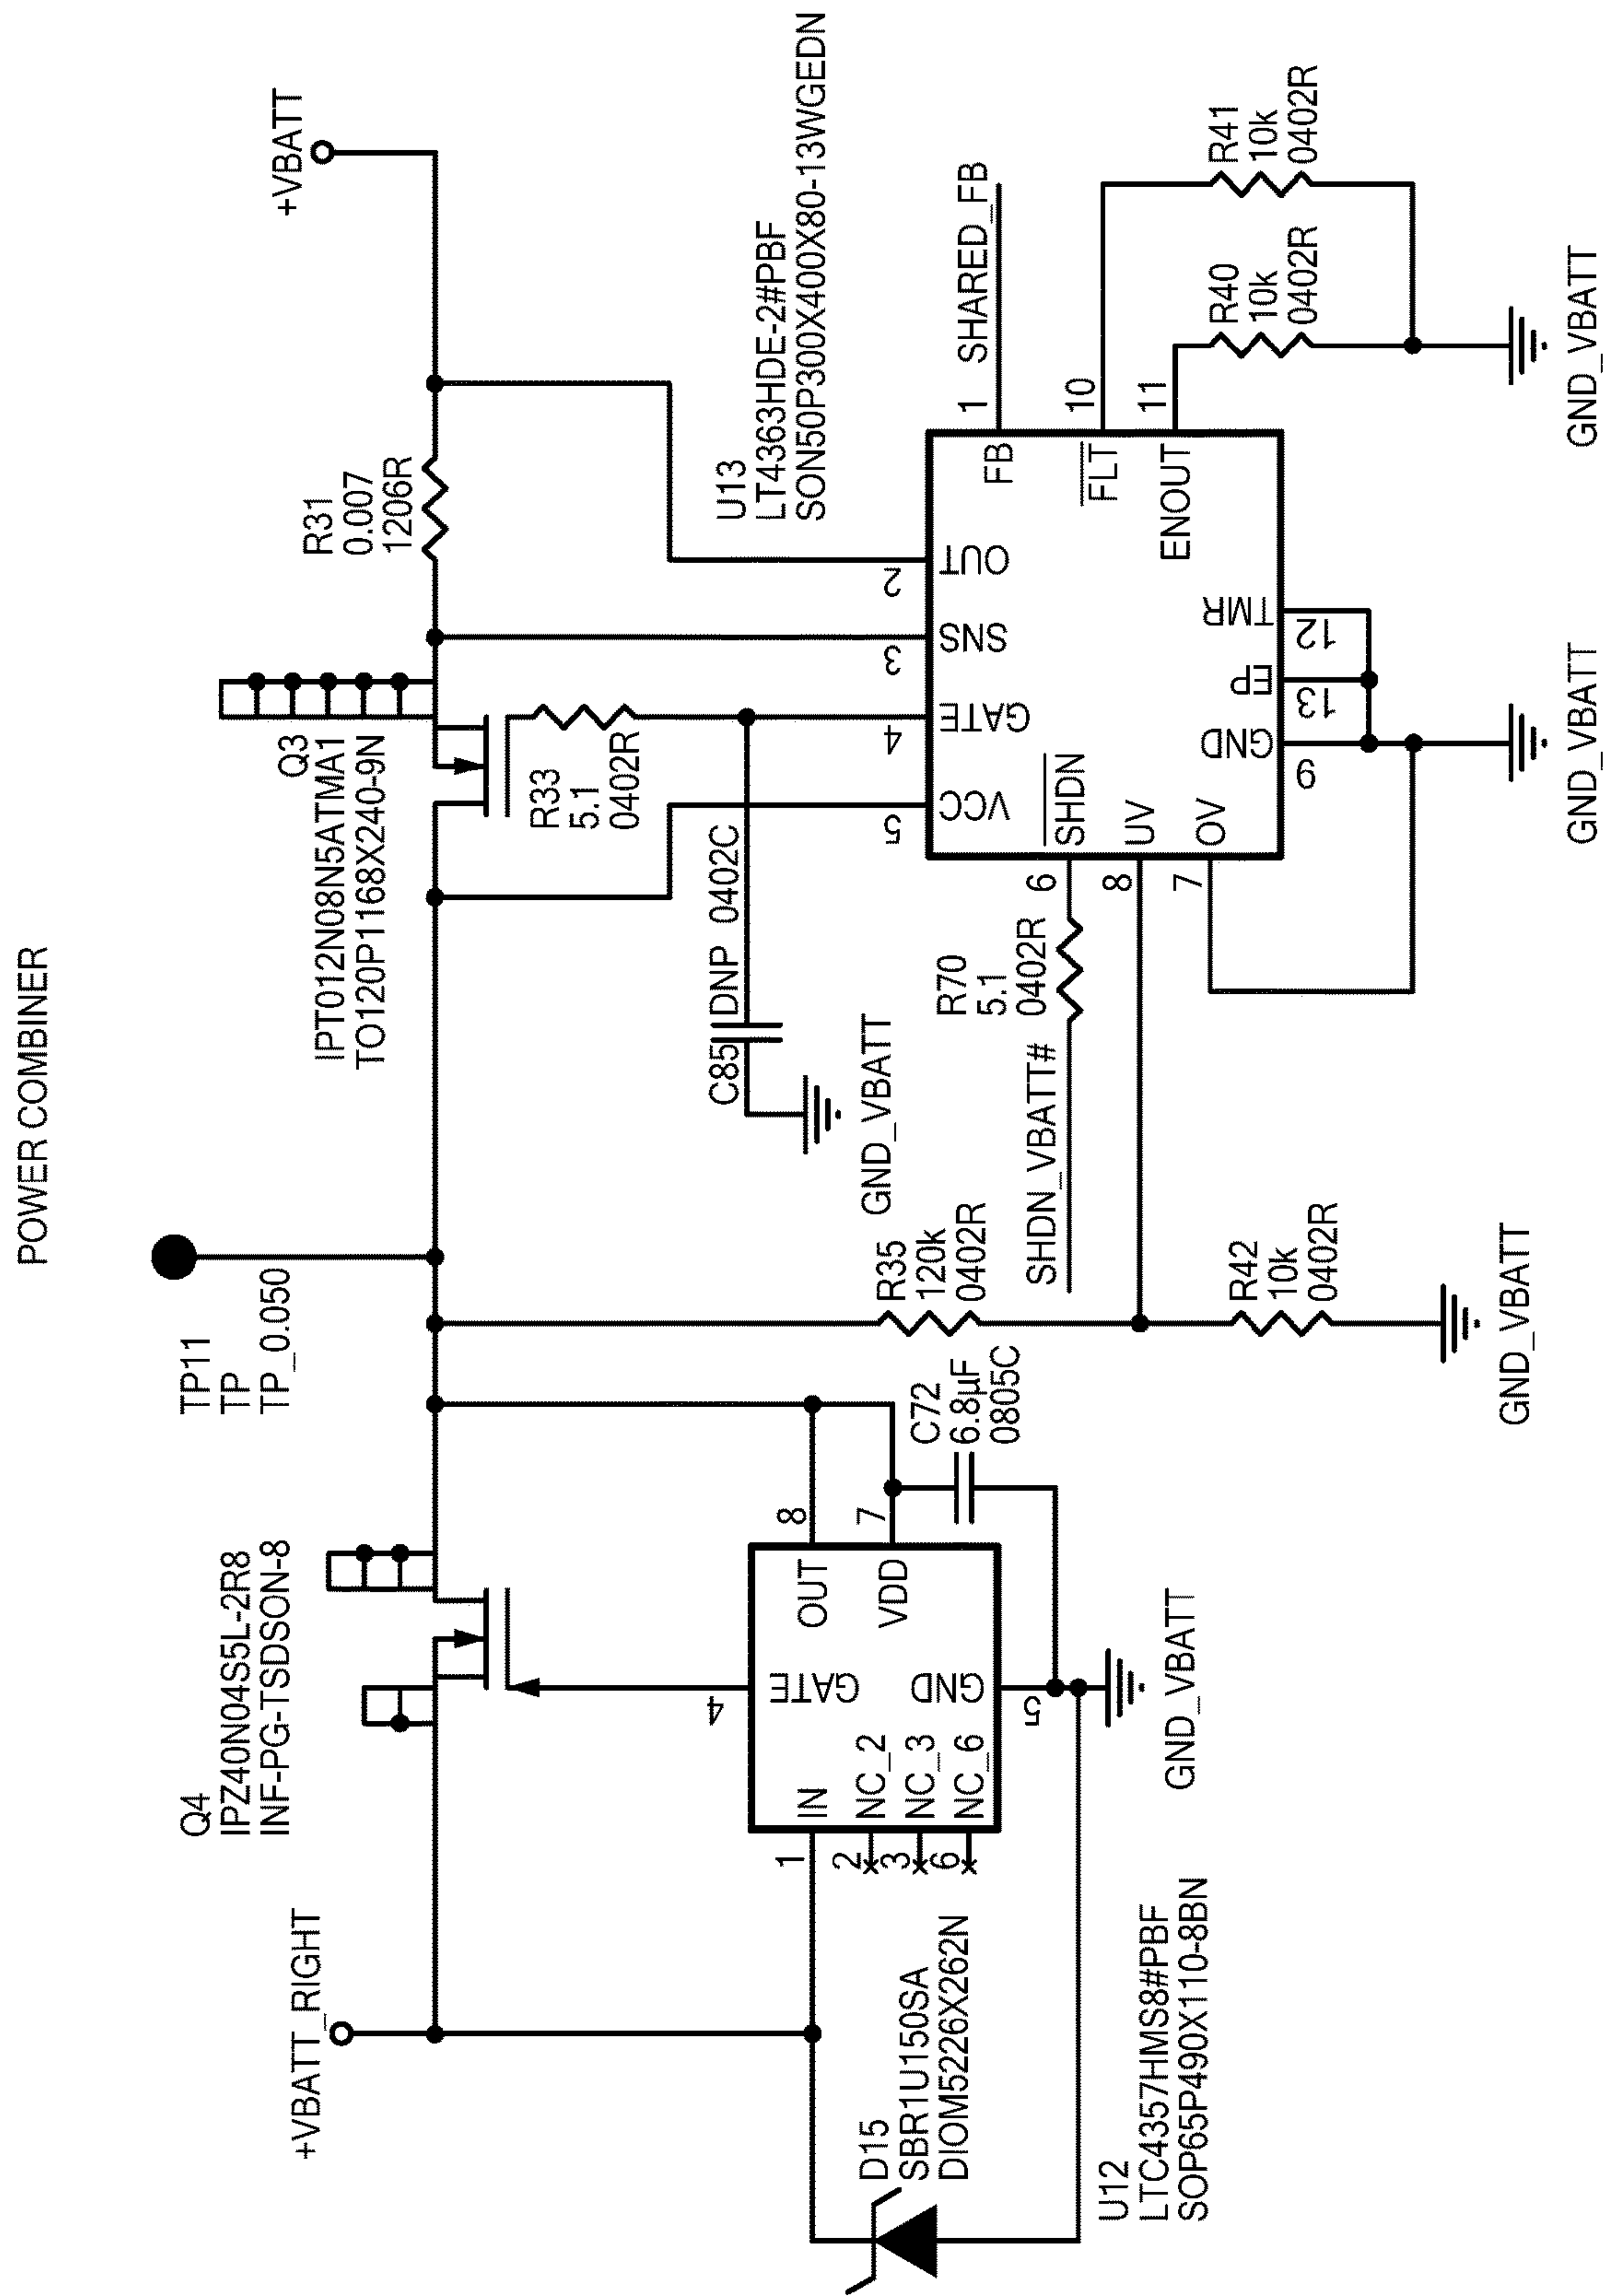 POWER COMBINER
+VBATT_RIGHT
Q4
IPZ40N04S5L-2R8
INF-PG-TSDSON-8
TP11
TP
TP_0.050
Q3
IPT012N08N5ATMA1
TO120P1168X240-9N
R31
0.007
1206R
+VBATT
R33
5.1
0402R
C85 DNP 0402C
GND_VBATT
U13
LT4363HDE-2#PBF
SON50P300X400X80-13WGEDN
5 VCC
4 GATE
3 SNS
2 OUT
FB 1
SHARED_FB
FLT 10
ENOUT 11
6 SHDN
8 UV
7 OV
9 GND
13 EP
12 TMR
R70
5.1
0402R
SHDN_VBATT#
R40
10k
0402R
R41
10k
0402R
GND_VBATT
GND_VBATT
R35
120k
0402R
R42
10k
0402R
GND_VBATT
D15
SBR1U150SA
DIOM5226X262N
U12
LTC4357HMS8#PBF
SOP65P490X110-8BN
1 IN
2 NC_2
3 NC_3
6 NC_6
4 GATE
5 GND
OUT 8
VDD 7
C72
6.8µF
0805C
GND_VBATT